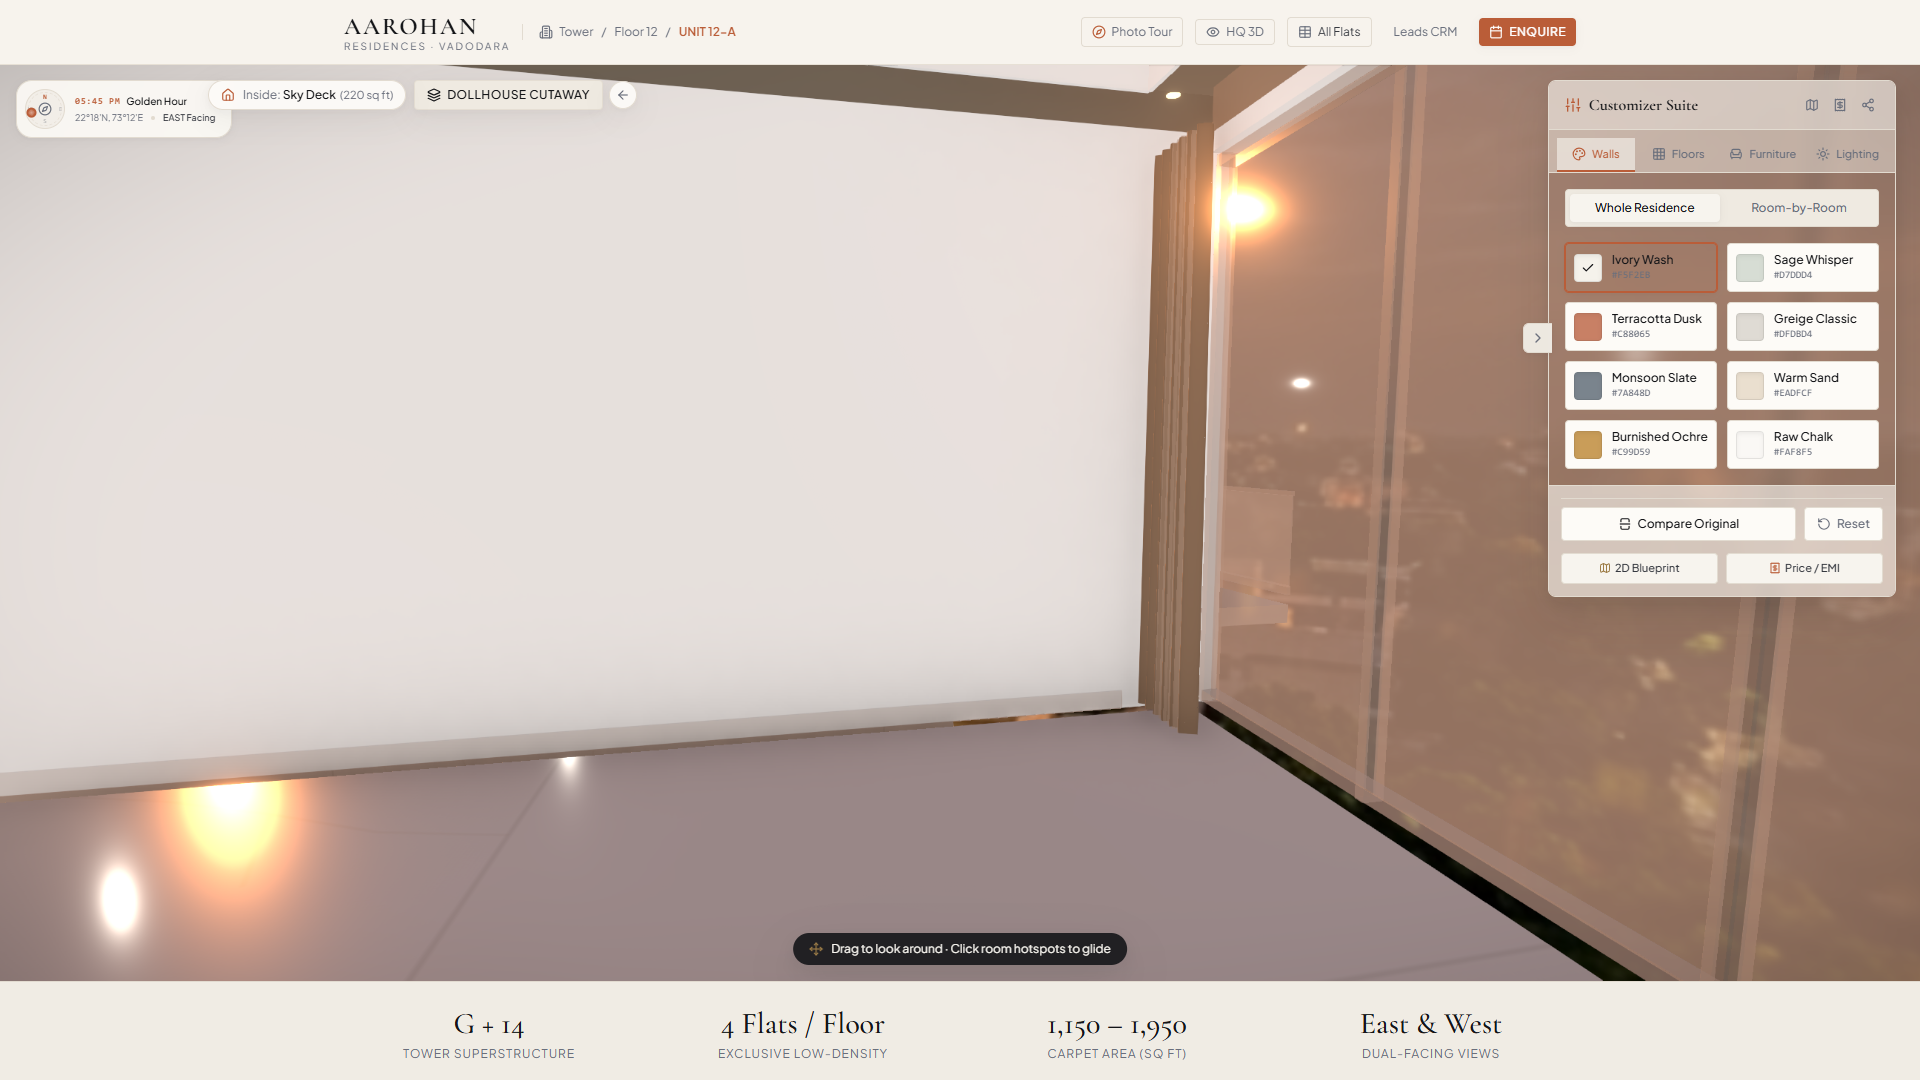 AAROHAN
RESIDENCES · VADODARA
Tower / Floor 12 / UNIT 12-A
Photo Tour
HQ 3D
All Flats
Leads CRM
ENQUIRE
N
05:45 PM Golden Hour
22°18'N, 73°12'E • EAST Facing
Inside: Sky Deck (220 sq ft)
DOLLHOUSE CUTAWAY
Customizer Suite
Walls
Floors
Furniture
Lighting
Whole Residence
Room-by-Room
Ivory Wash
#F5F2EB
Sage Whisper
#D7DDD4
Terracotta Dusk
#C88065
Greige Classic
#DFDBD4
Monsoon Slate
#7A848D
Warm Sand
#EADFCF
Burnished Ochre
#C99D59
Raw Chalk
#FAF8F5
Compare Original
Reset
2D Blueprint
Price / EMI
Drag to look around · Click room hotspots to glide
G + 14
TOWER SUPERSTRUCTURE
4 Flats / Floor
EXCLUSIVE LOW-DENSITY
1,150 – 1,950
CARPET AREA (SQ FT)
East & West
DUAL-FACING VIEWS